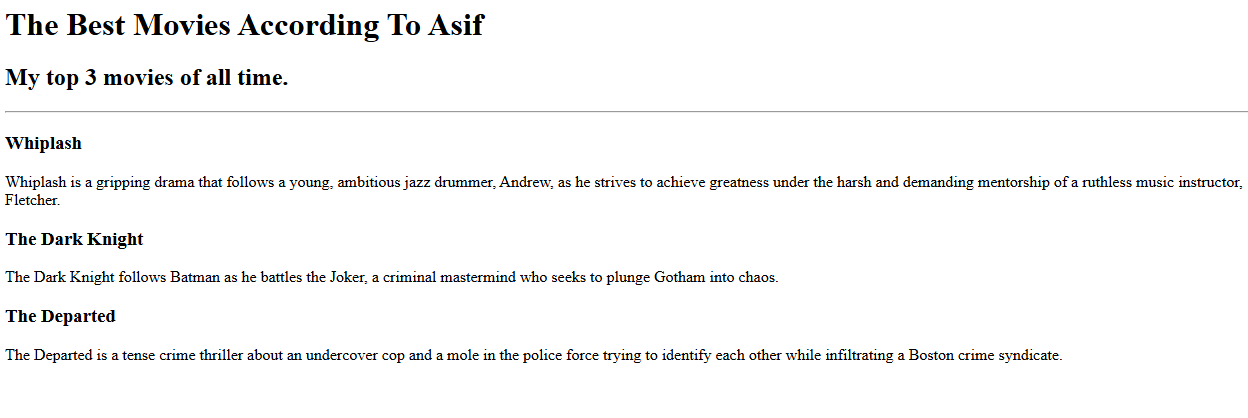 The Best Movies According To Asif
My top 3 movies of all time.
Whiplash
Whiplash is a gripping drama that follows a young, ambitious jazz drummer, Andrew, as he strives to achieve greatness under the harsh and demanding mentorship of a ruthless music instructor,
Fletcher.
The Dark Knight
The Dark Knight follows Batman as he battles the Joker, a criminal mastermind who seeks to plunge Gotham into chaos.
The Departed
The Departed is a tense crime thriller about an undercover cop and a mole in the police force trying to identify each other while infiltrating a Boston crime syndicate.